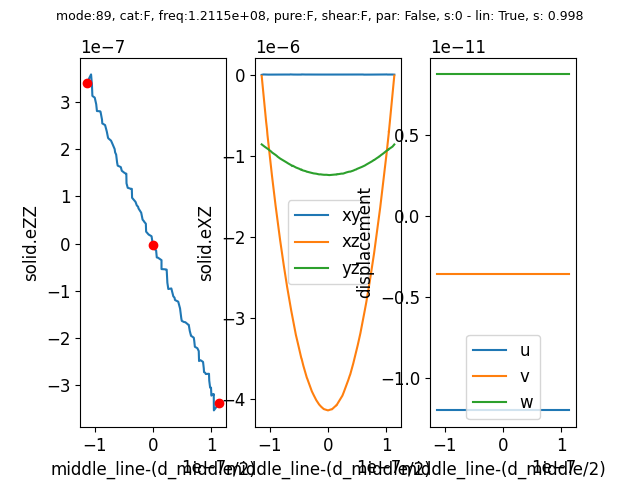 mode:89, cat:F, freq:1.2115e+08, pure:F, shear:F, par: False, s:0 - lin: True, s: 0.998
1e−7
3
2
1
0
−1
−2
−3
solid.eZZ
−1 0 1
1e−7
middle_line-(d_middle/2)
1e−6
0
−1
−2
−3
−4
solid.eXZ
xy
xz
yz
−1 0 1
1e−7
middle_line-(d_middle/2)
1e−11
0.5
0.0
−0.5
−1.0
displacement
u
v
w
−1 0 1
1e−7
middle_line-(d_middle/2)